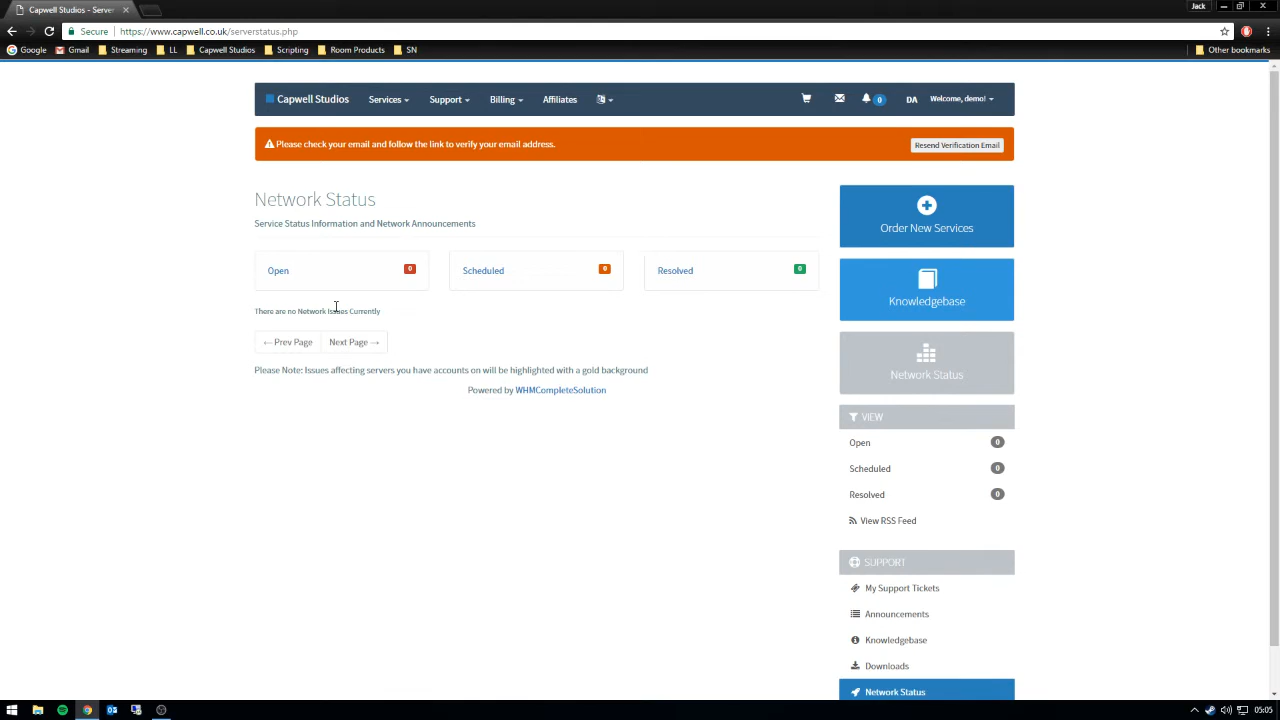 Capwell Studios - Server
Jack
Secure
https://www.capwell.co.uk/serverstatus.php
Google
Gmail
Streaming
LL
Capwell Studios
Scripting
Room Products
SN
Other bookmarks
Capwell Studios
Services
Support
Billing
Affiliates
0
DA
Welcome, demo!
Please check your email and follow the link to verify your email address.
Resend Verification Email
Network Status
Service Status Information and Network Announcements
Open 0
Scheduled 0
Resolved 0
There are no Network Issues Currently
← Prev Page
Next Page →
Please Note: Issues affecting servers you have accounts on will be highlighted with a gold background
Powered by WHMCompleteSolution
Order New Services
Knowledgebase
Network Status
VIEW
Open 0
Scheduled 0
Resolved 0
View RSS Feed
SUPPORT
My Support Tickets
Announcements
Knowledgebase
Downloads
Network Status
05:05